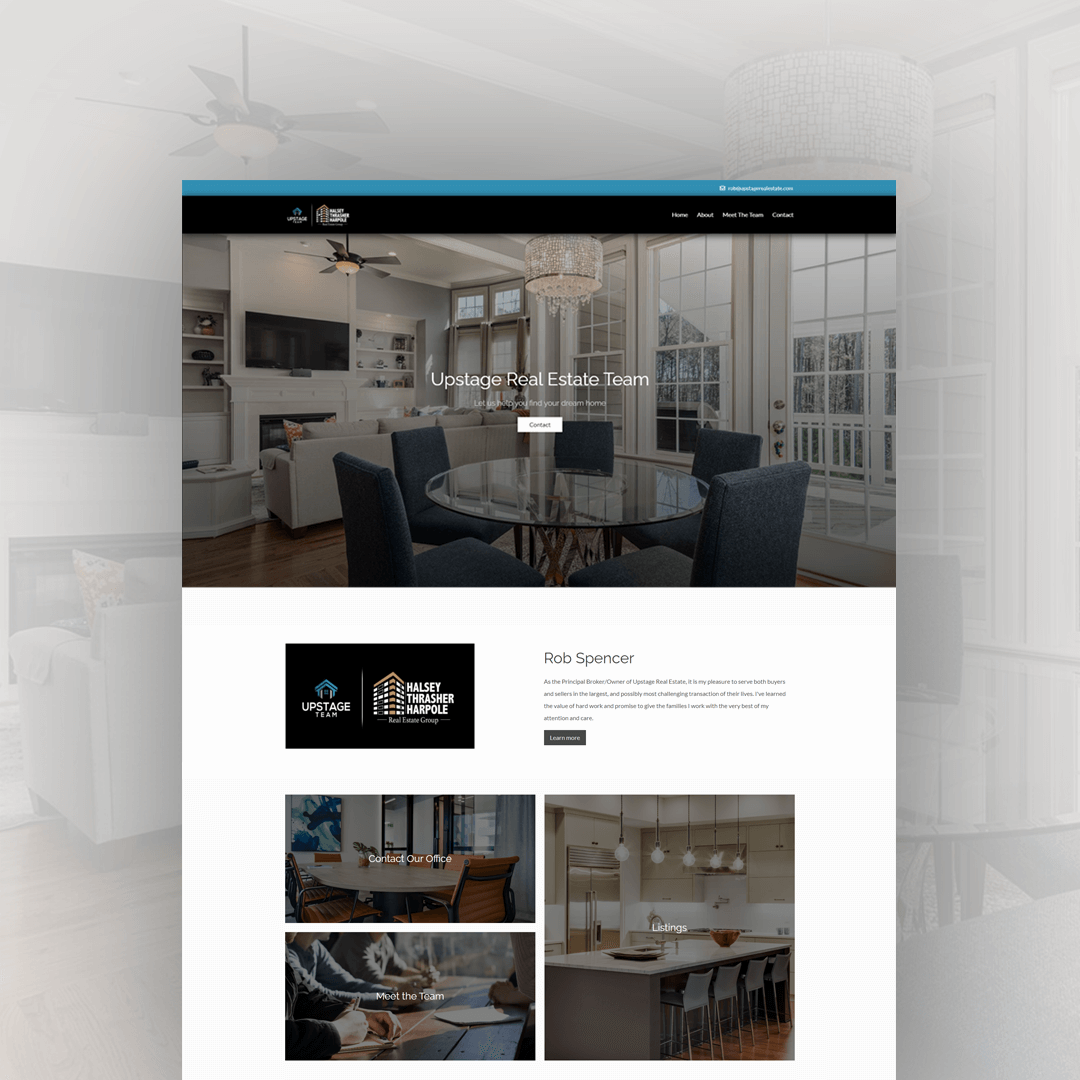 rob@upstagerealestate.com
UPSTAGE
TEAM
HALSEY
THRASHER
HARPOLE
Real Estate Group
Home About Meet The Team Contact
Upstage Real Estate Team
Let us help you find your dream home
Contact
UPSTAGE
TEAM
HALSEY
THRASHER
HARPOLE
Real Estate Group
Rob Spencer
As the Principal Broker/Owner of Upstage Real Estate, it is my pleasure to serve both buyers
and sellers in the largest, and possibly most challenging transaction of their lives. I've learned
the value of hard work and promise to give the families I work with the very best of my
attention and care.
Learn more
Contact Our Office
Listings
Meet the Team